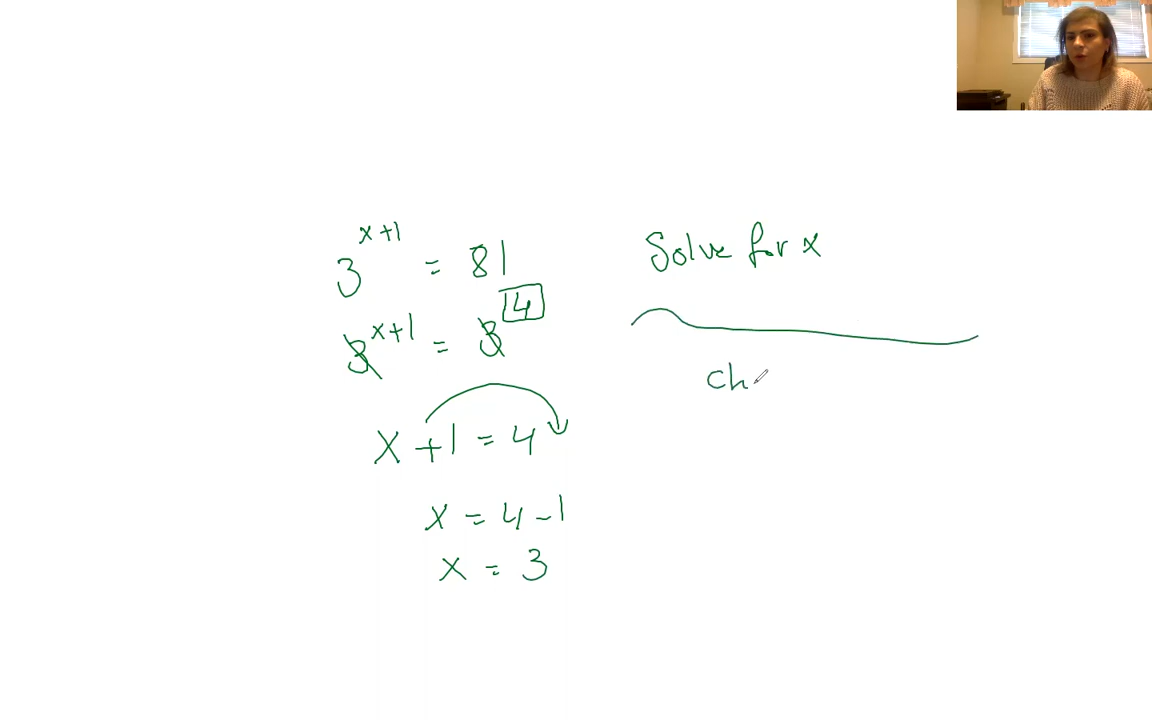 3^{x+1} = 81
3^{x+1} = 3^{4}
x + 1 = 4
x = 4 - 1
x = 3
Solve for x
Ch